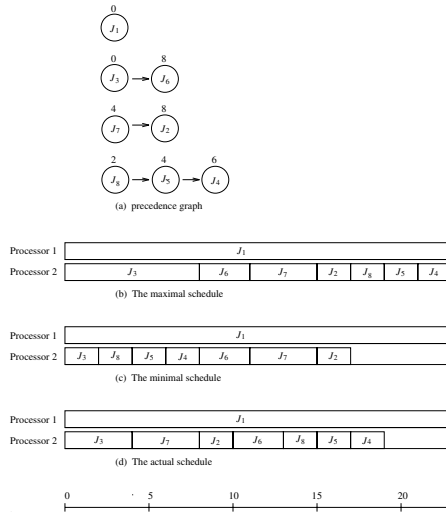 0
J1
0 8
J3 J6
4 8
J7 J2
2 4 6
J8 J5 J4
(a) precedence graph
Processor 1 J1
Processor 2 J3 J6 J7 J2 J8 J5 J4
(b) The maximal schedule
Processor 1 J1
Processor 2 J3 J8 J5 J4 J6 J7 J2
(c) The minimal schedule
Processor 1 J1
Processor 2 J3 J7 J2 J6 J8 J5 J4
(d) The actual schedule
0 5 10 15 20